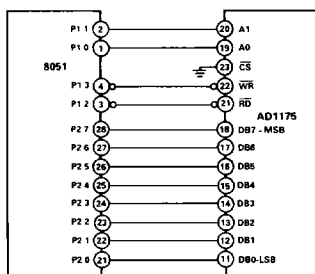 P1 1 2 20 A1
P1 0 1 19 A0
8051 23 CS
P1 3 4 22 WR
P1 2 3 21 RD
AD1175
P2 7 28 18 DB7 - MSB
P2 6 27 17 DB6
P2 5 26 16 DB5
P2 4 25 15 DB4
P2 3 24 14 DB3
P2 2 23 13 DB2
P2 1 22 12 DB1
P2 0 21 11 DB0-LSB